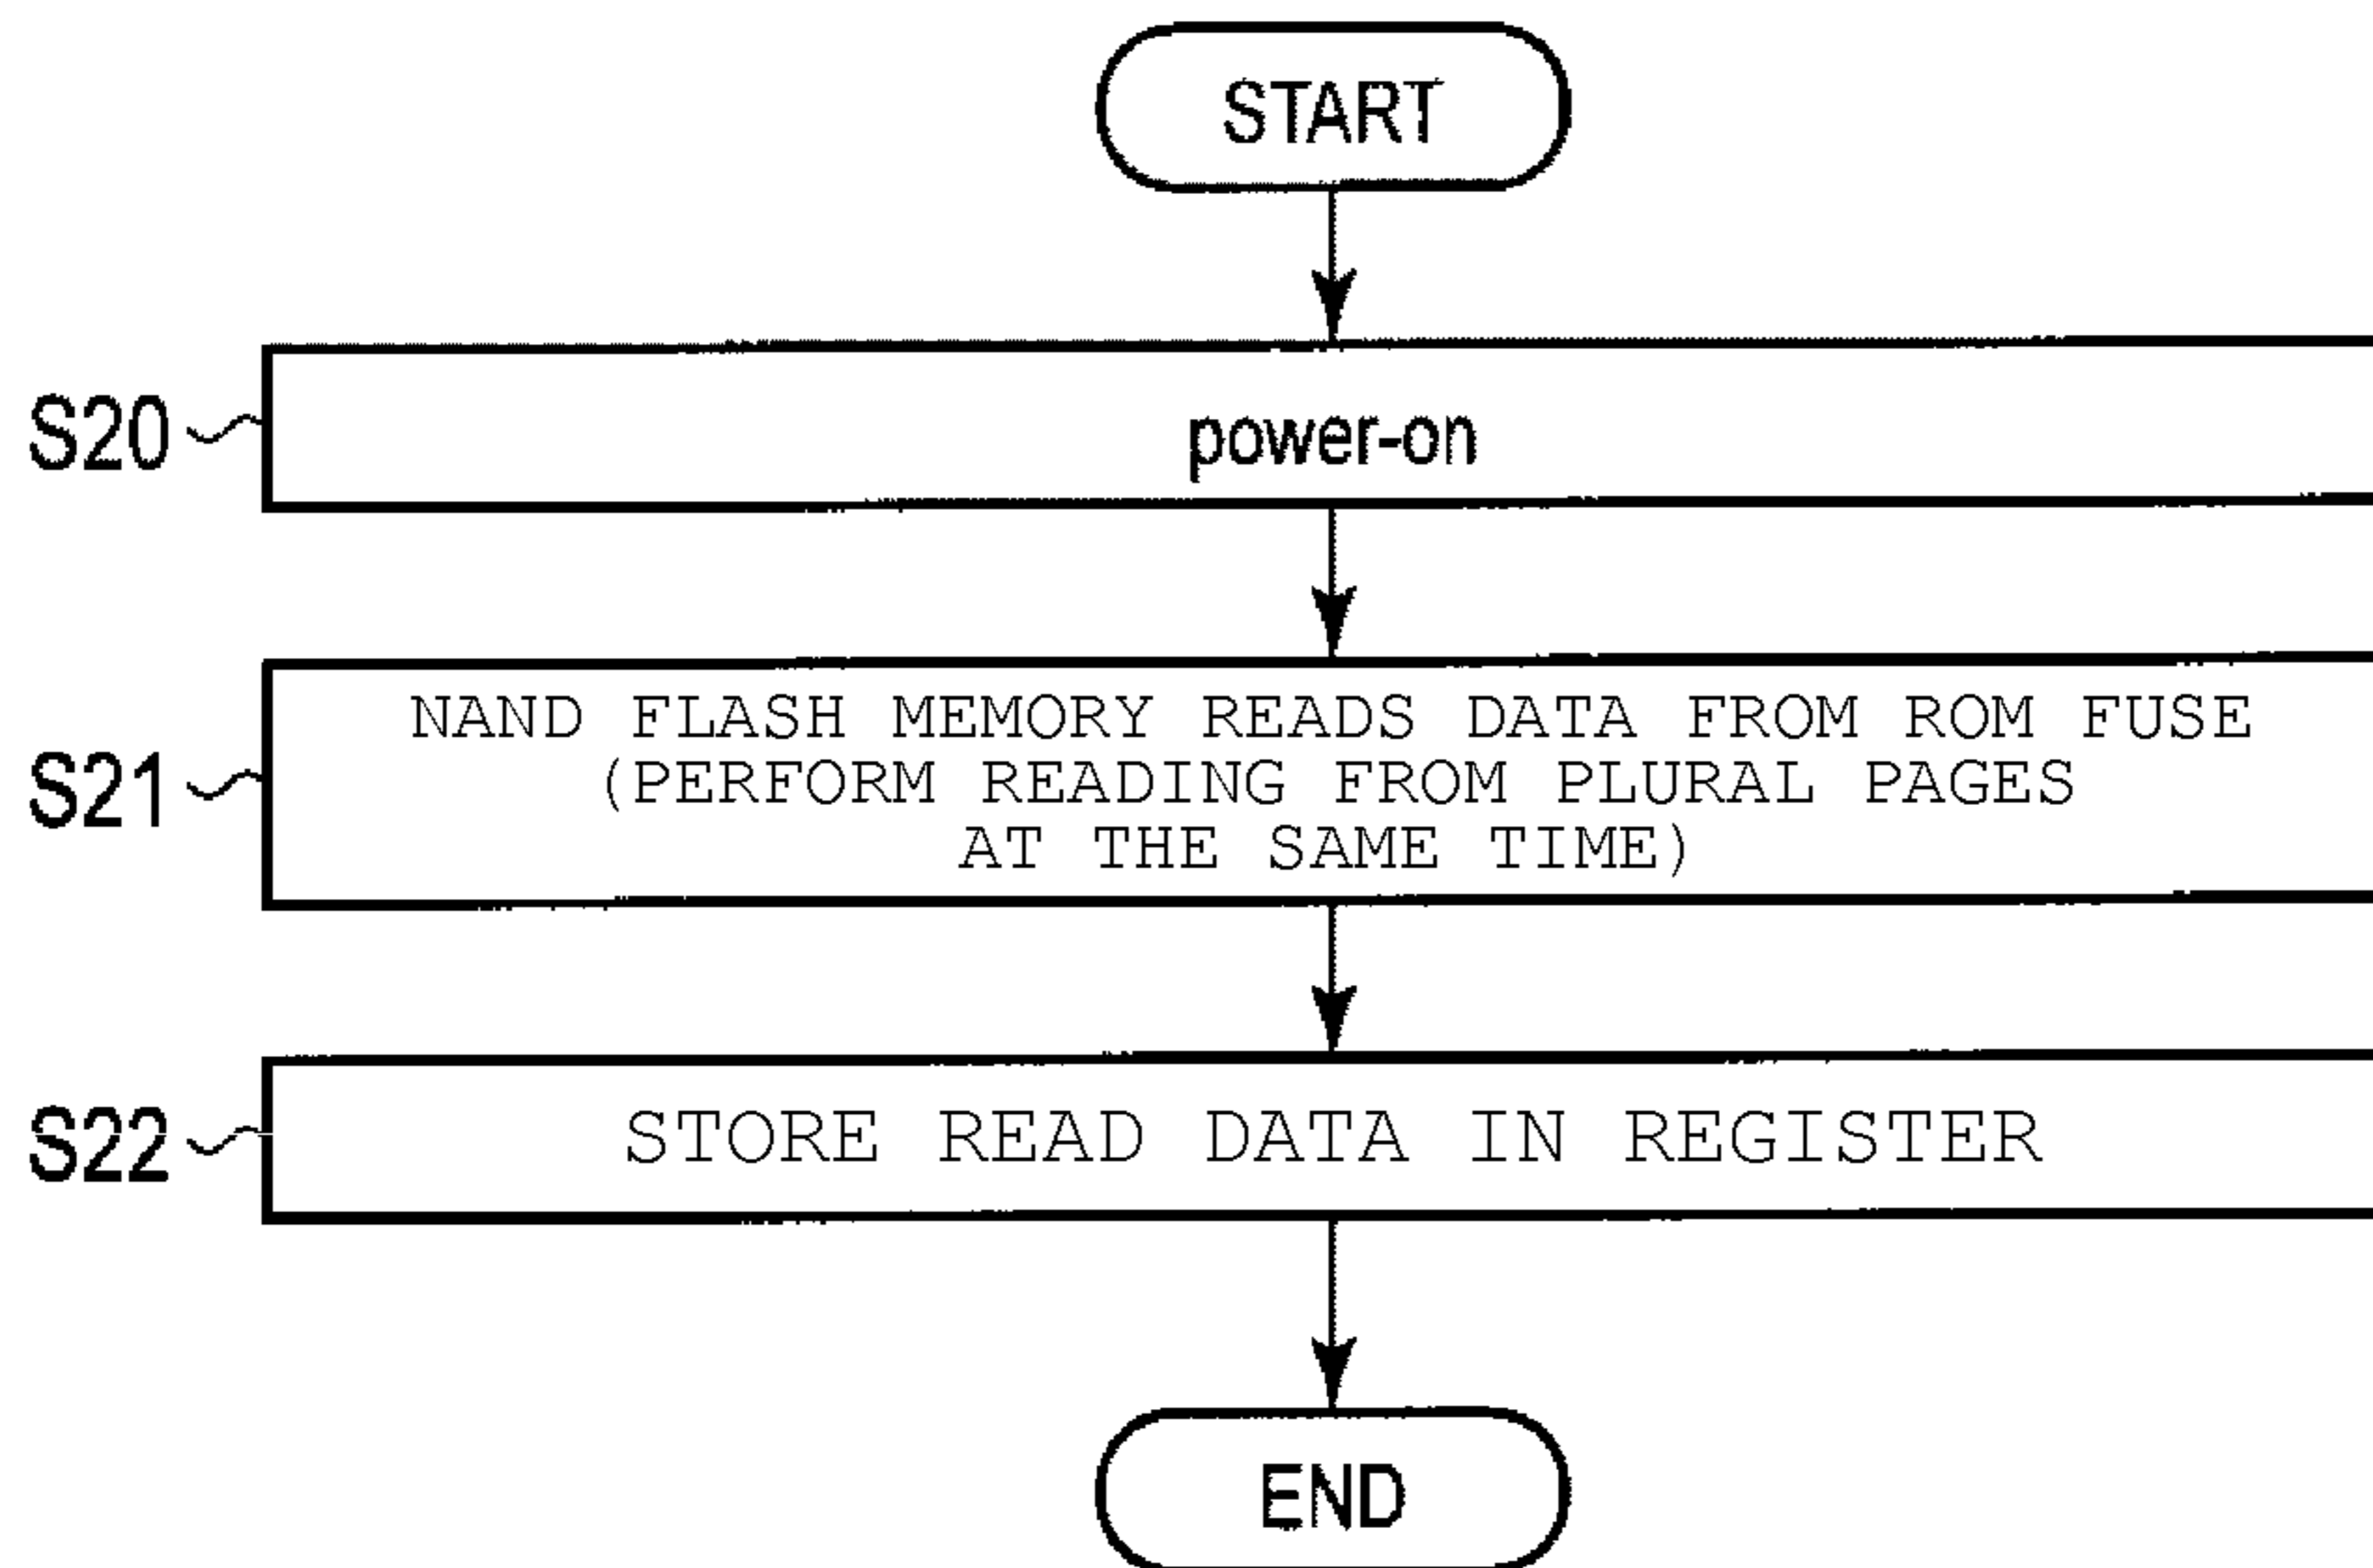 START
S20
power-on
S21
NAND FLASH MEMORY READS DATA FROM ROM FUSE
(PERFORM READING FROM PLURAL PAGES
AT THE SAME TIME)
S22
STORE READ DATA IN REGISTER
END